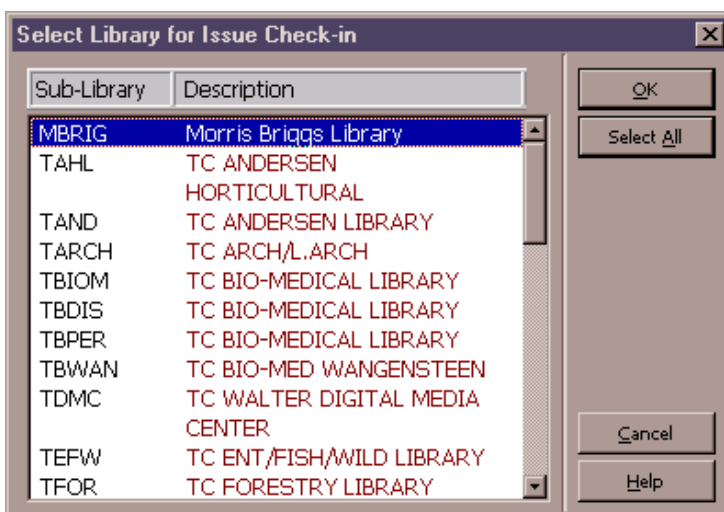 Select Library for Issue Check-in
Sub-Library Description
OK
Select All
MBRIG Morris Briggs Library
TAHL TC ANDERSEN
HORTICULTURAL
TAND TC ANDERSEN LIBRARY
TARCH TC ARCH/L.ARCH
TBIOM TC BIO-MEDICAL LIBRARY
TBDIS TC BIO-MEDICAL LIBRARY
TBPER TC BIO-MEDICAL LIBRARY
TBWAN TC BIO-MED WANGENSTEEN
TDMC TC WALTER DIGITAL MEDIA
CENTER
TEFW TC ENT/FISH/WILD LIBRARY
TFOR TC FORESTRY LIBRARY
Cancel
Help